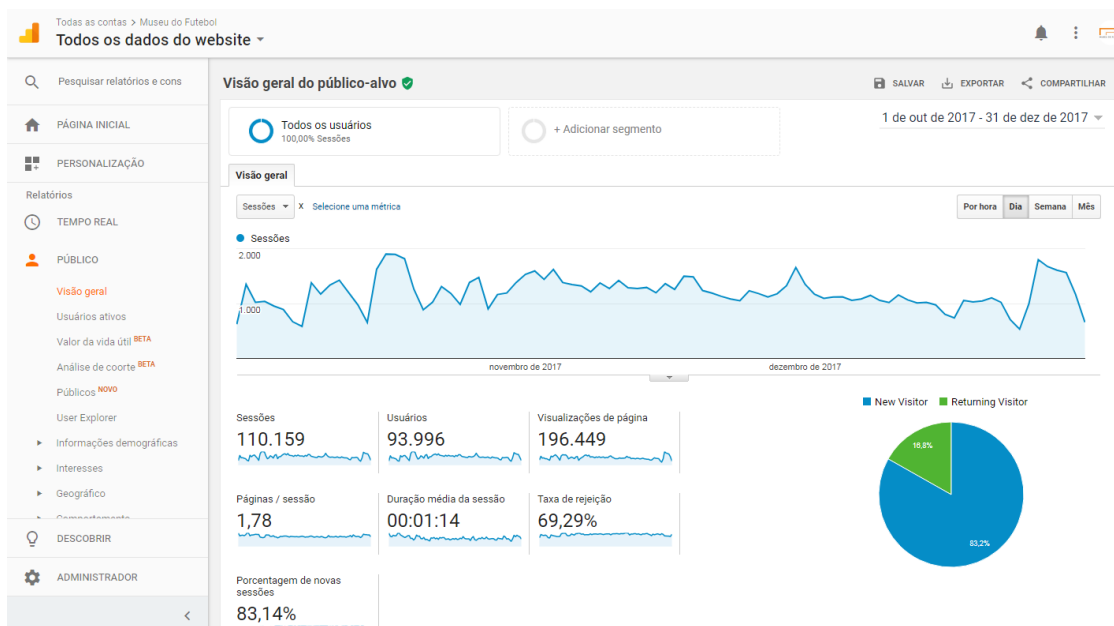 Todas as contas > Museu do Futebol
Todos os dados do website
Pesquisar relatórios e cons
PÁGINA INICIAL
PERSONALIZAÇÃO
Relatórios
TEMPO REAL
PÚBLICO
Visão geral
Usuários ativos
Valor da vida útil BETA
Análise de coorte BETA
Públicos NOVO
User Explorer
Informações demográficas
Interesses
Geográfico
Comportamento
DESCOBRIR
ADMINISTRADOR
Visão geral do público-alvo
SALVAR
EXPORTAR
COMPARTILHAR
Todos os usuários
100,00% Sessões
+ Adicionar segmento
1 de out de 2017 - 31 de dez de 2017
Visão geral
Sessões X Selecione uma métrica
Por hora Dia Semana Mês
Sessões
2.000
1.000
novembro de 2017
dezembro de 2017
Sessões
110.159
Usuários
93.996
Visualizações de página
196.449
Páginas / sessão
1,78
Duração média da sessão
00:01:14
Taxa de rejeição
69,29%
Porcentagem de novas
sessões
83,14%
New Visitor Returning Visitor
16,8%
83,2%